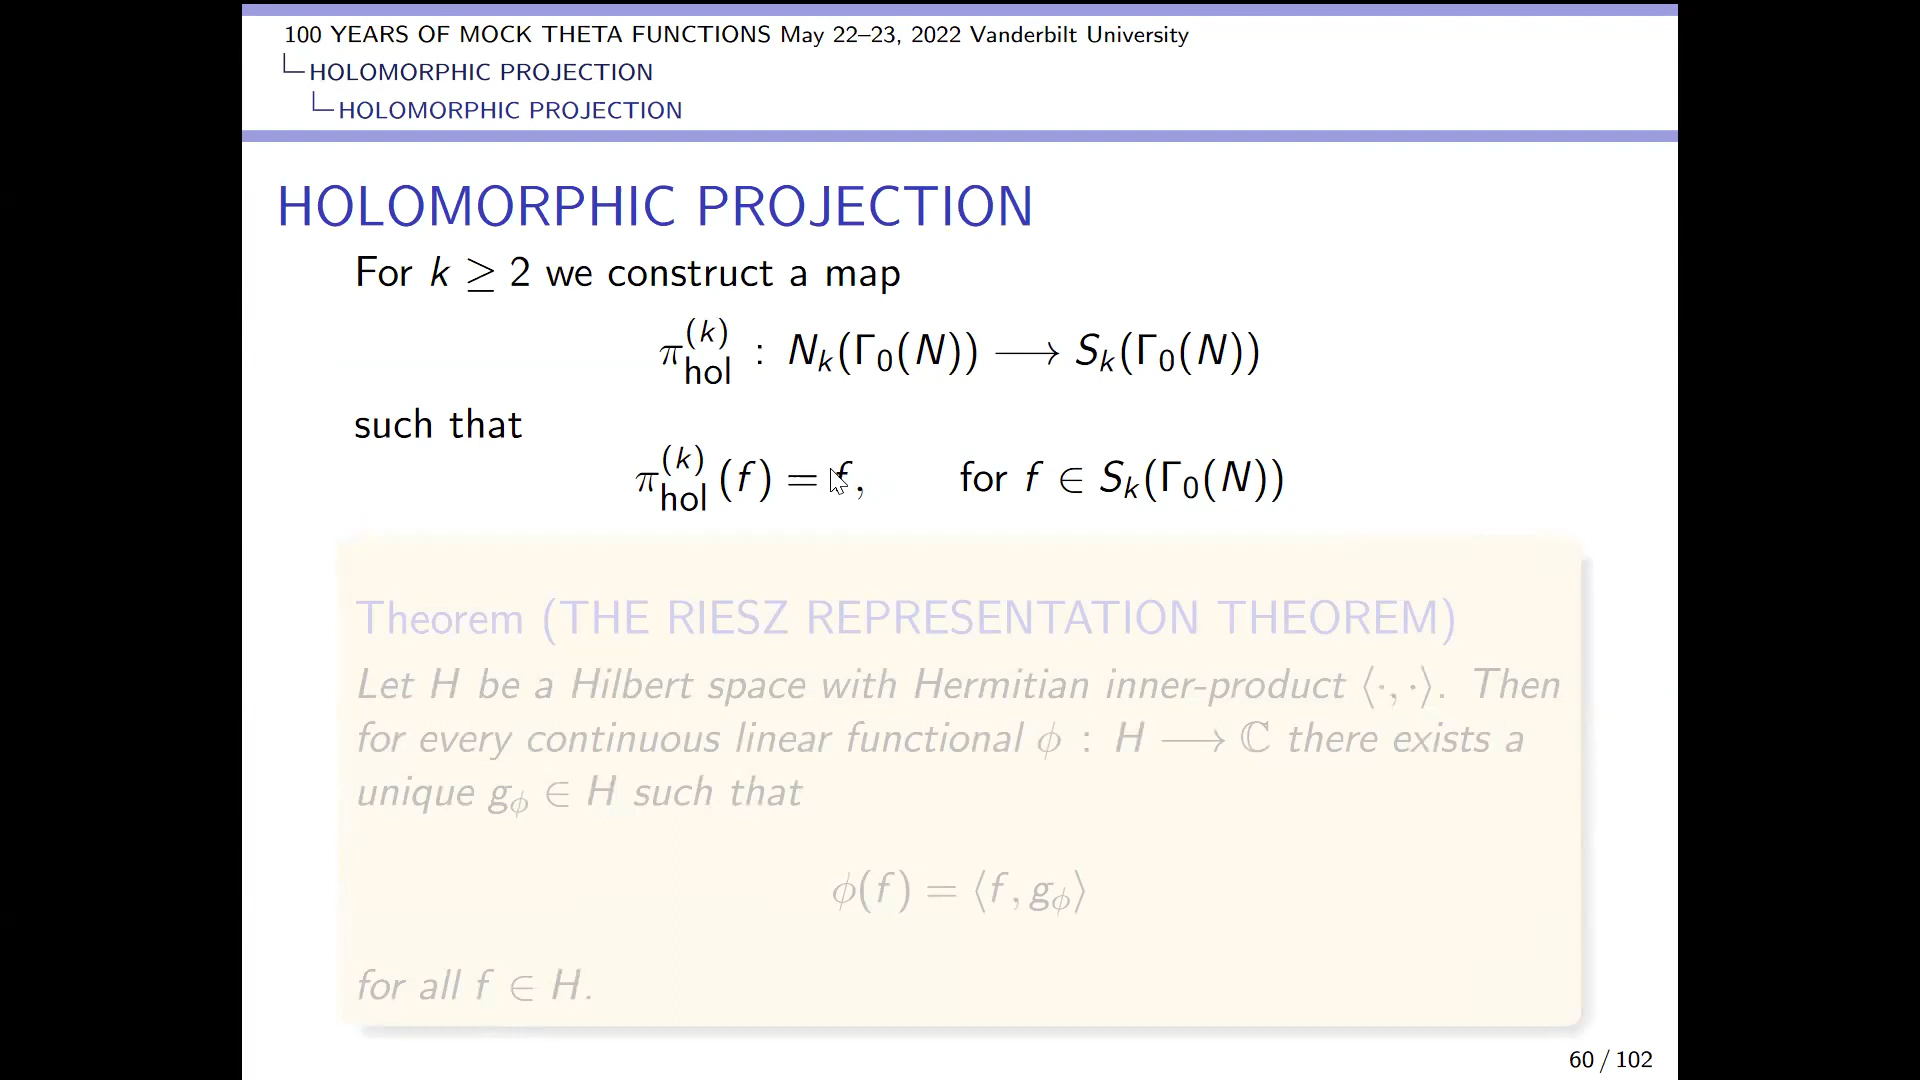 100 YEARS OF MOCK THETA FUNCTIONS May 22–23, 2022 Vanderbilt University
HOLOMORPHIC PROJECTION
HOLOMORPHIC PROJECTION
HOLOMORPHIC PROJECTION
For k ≥ 2 we construct a map
π_hol^(k) : N_k(Γ_0(N)) ⟶ S_k(Γ_0(N))
such that
π_hol^(k) (f) = f, for f ∈ S_k(Γ_0(N))
Theorem (THE RIESZ REPRESENTATION THEOREM)
Let H be a Hilbert space with Hermitian inner-product ⟨·, ·⟩. Then
for every continuous linear functional ϕ : H ⟶ ℂ there exists a
unique g_ϕ ∈ H such that
ϕ(f) = ⟨f, g_ϕ⟩
for all f ∈ H.
60 / 102